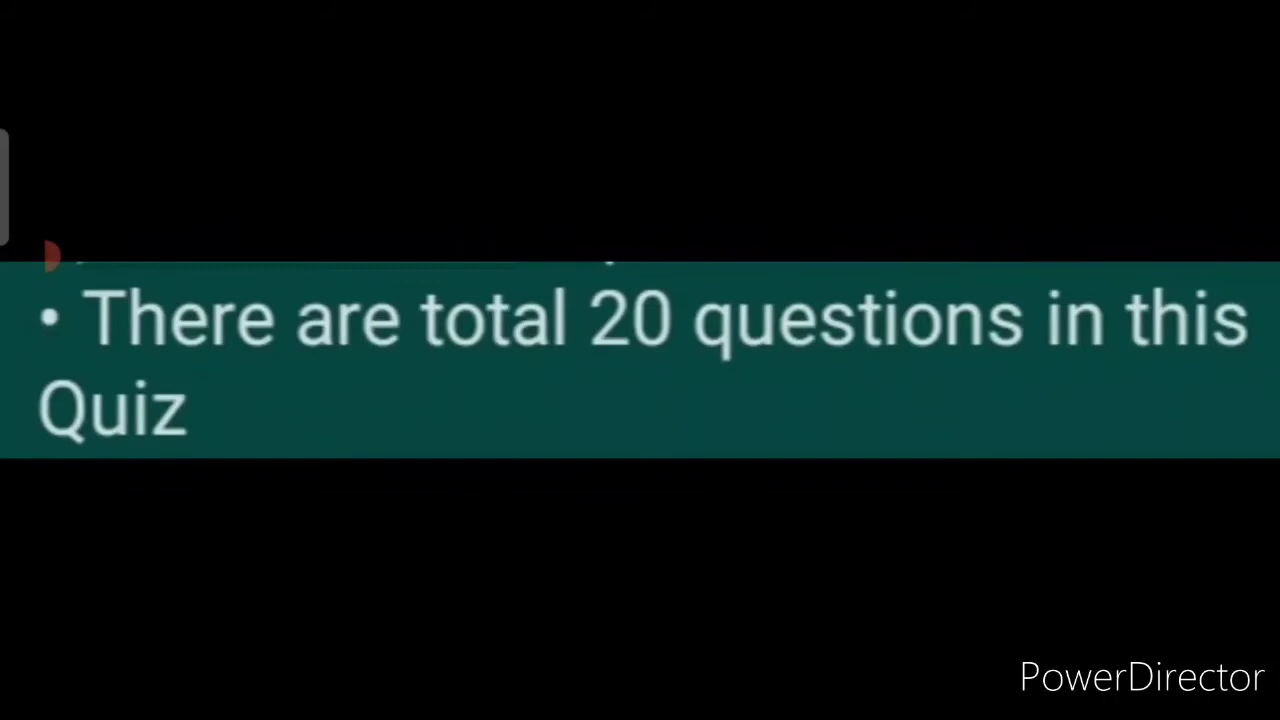 • There are total 20 questions in this
Quiz
PowerDirector